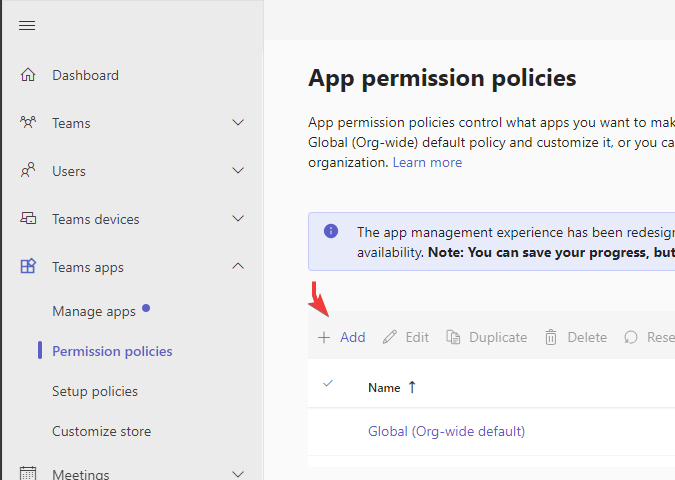 Dashboard
Teams
Users
Teams devices
Teams apps
Manage apps
Permission policies
Setup policies
Customize store
Meetings
App permission policies
App permission policies control what apps you want to mak
Global (Org-wide) default policy and customize it, or you ca
organization. Learn more
The app management experience has been redesign
availability. Note: You can save your progress, but
Add Edit Duplicate Delete Rese
Name ↑
Global (Org-wide default)